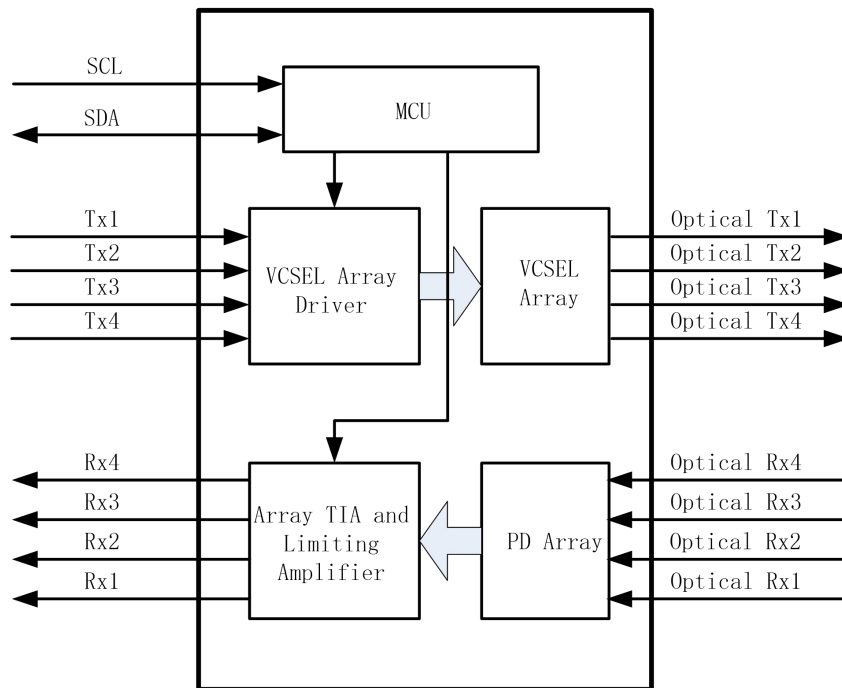 SCL
MCU
SDA
Tx1
Tx2
Tx3
Tx4
VCSEL Array
Driver
VCSEL
Array
Optical Tx1
Optical Tx2
Optical Tx3
Optical Tx4
Rx4
Rx3
Rx2
Rx1
Array TIA and
Limiting
Amplifier
PD Array
Optical Rx4
Optical Rx3
Optical Rx2
Optical Rx1